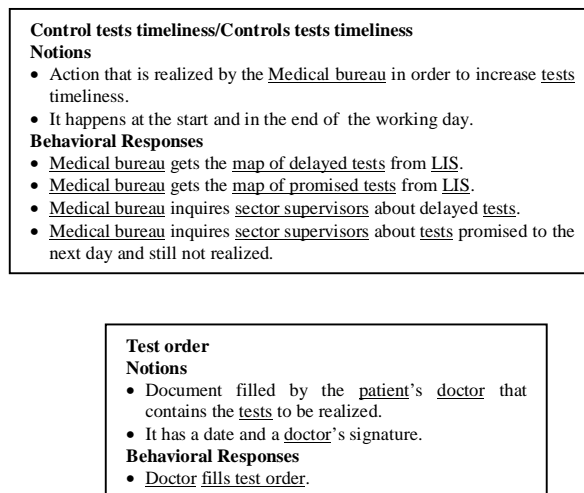 Control tests timeliness/Controls tests timeliness
Notions
• Action that is realized by the Medical bureau in order to increase tests
timeliness.
• It happens at the start and in the end of the working day.
Behavioral Responses
• Medical bureau gets the map of delayed tests from LIS.
• Medical bureau gets the map of promised tests from LIS.
• Medical bureau inquires sector supervisors about delayed tests.
• Medical bureau inquires sector supervisors about tests promised to the
next day and still not realized.
Test order
Notions
• Document filled by the patient's doctor that
contains the tests to be realized.
• It has a date and a doctor's signature.
Behavioral Responses
• Doctor fills test order.